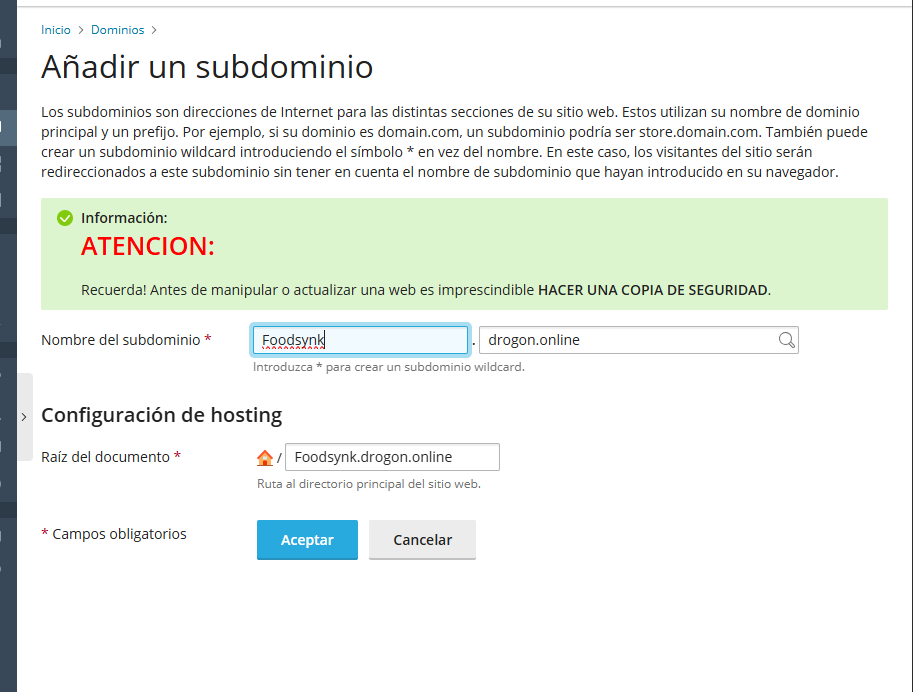 Inicio > Dominios >
Añadir un subdominio
Los subdominios son direcciones de Internet para las distintas secciones de su sitio web. Estos utilizan su nombre de dominio
principal y un prefijo. Por ejemplo, si su dominio es domain.com, un subdominio podría ser store.domain.com. También puede
crear un subdominio wildcard introduciendo el símbolo * en vez del nombre. En este caso, los visitantes del sitio serán
redireccionados a este subdominio sin tener en cuenta el nombre de subdominio que hayan introducido en su navegador.
Información:
ATENCION:
Recuerda! Antes de manipular o actualizar una web es imprescindible HACER UNA COPIA DE SEGURIDAD.
Nombre del subdominio * Foodsynk . drogon.online
Introduzca * para crear un subdominio wildcard.
Configuración de hosting
Raíz del documento * / Foodsynk.drogon.online
Ruta al directorio principal del sitio web.
* Campos obligatorios Aceptar Cancelar